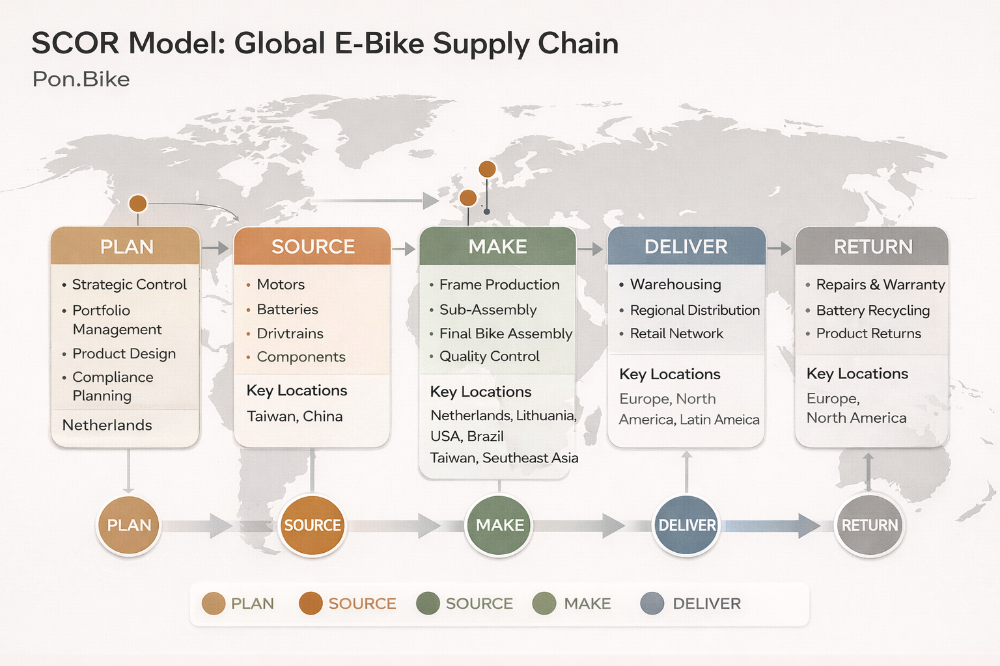 SCOR Model: Global E-Bike Supply Chain
Pon.Bike
PLAN
• Strategic Control
• Portfolio
Management
• Product Design
• Compliance
Planning
Netherlands
SOURCE
• Motors
• Batteries
• Drivtrains
• Components
Key Locations
Taiwan, China
MAKE
• Frame Production
• Sub-Assembly
• Final Bike Assembly
• Quality Control
Key Locations
Netherlands, Lithuania,
USA, Brazil
Taiwan, Seutheast Asia
DELIVER
• Warehousing
• Regional Distribution
• Retail Network
Key Locations
Europe, North
America, Latin Ameica
RETURN
• Repairs & Warranty
• Battery Recycling
• Product Returns
Key Locations
Europe,
North America
PLAN
SOURCE
MAKE
DELIVER
RETURN
PLAN
SOURCE
SOURCE
MAKE
DELIVER